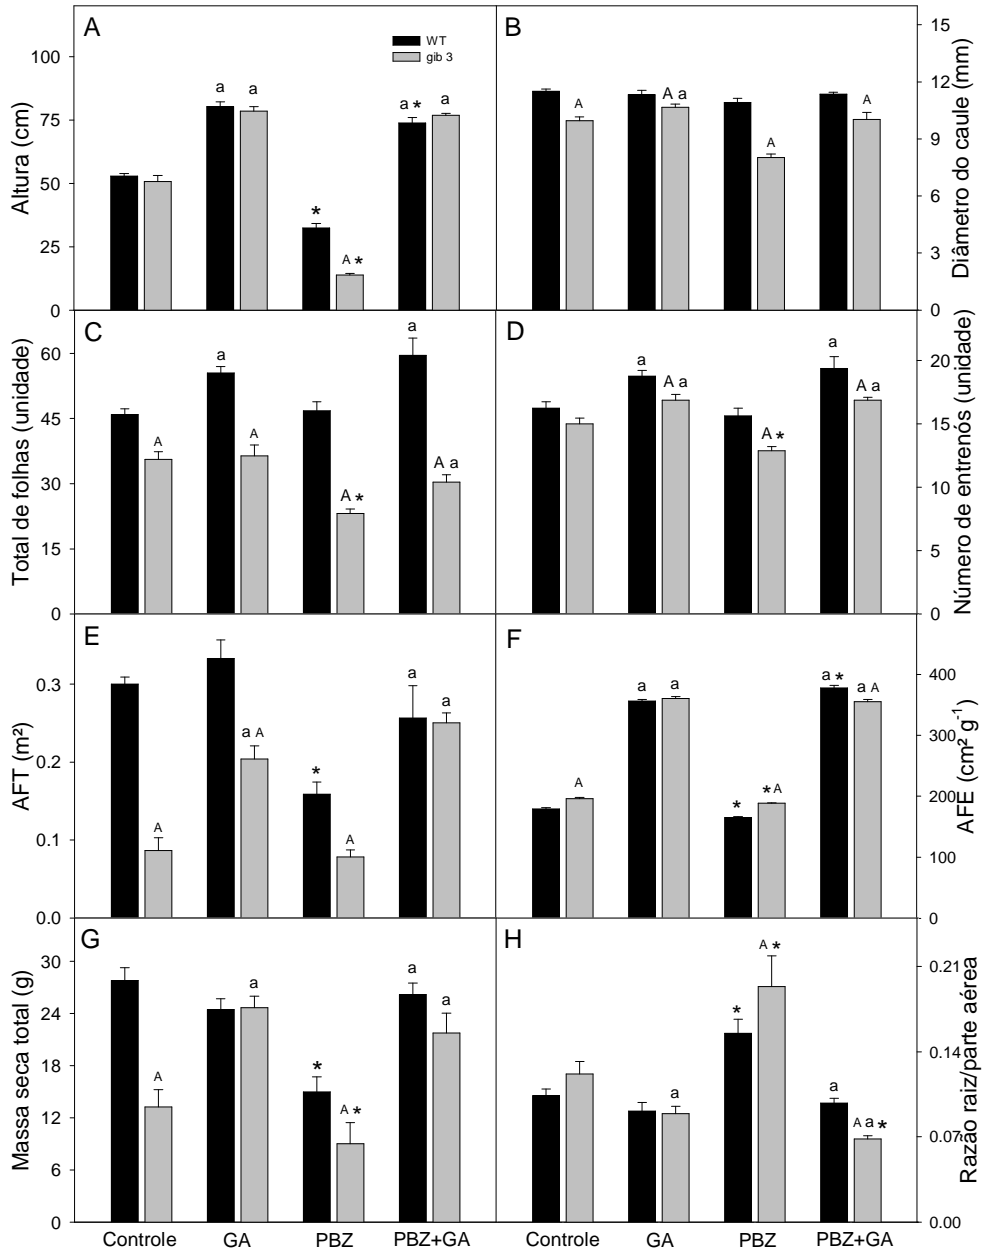 A
WT
gib 3
Altura (cm)
100
75
50
25
0
a a
a * a
*
A *
B
Diâmetro do caule (mm)
15
12
9
6
3
0
A
A a
A
A
C
Total de folhas (unidade)
60
45
30
15
0
A
a
A
A *
a
A a
D
Número de entrenós (unidade)
20
15
10
5
0
a
A a
A *
a
A a
E
AFT (m²)
0.3
0.2
0.1
0.0
A
a A
*
A
a
a
F
AFE (cm² g-1)
400
300
200
100
0
A
a a
*
* A
a *
a A
G
Massa seca total (g)
30
24
18
12
6
0
A
a
*
A *
a
a
H
Razão raiz/parte aérea
0.21
0.14
0.07
0.00
a
*
A *
a
A a *
Controle GA PBZ PBZ+GA
Controle GA PBZ PBZ+GA